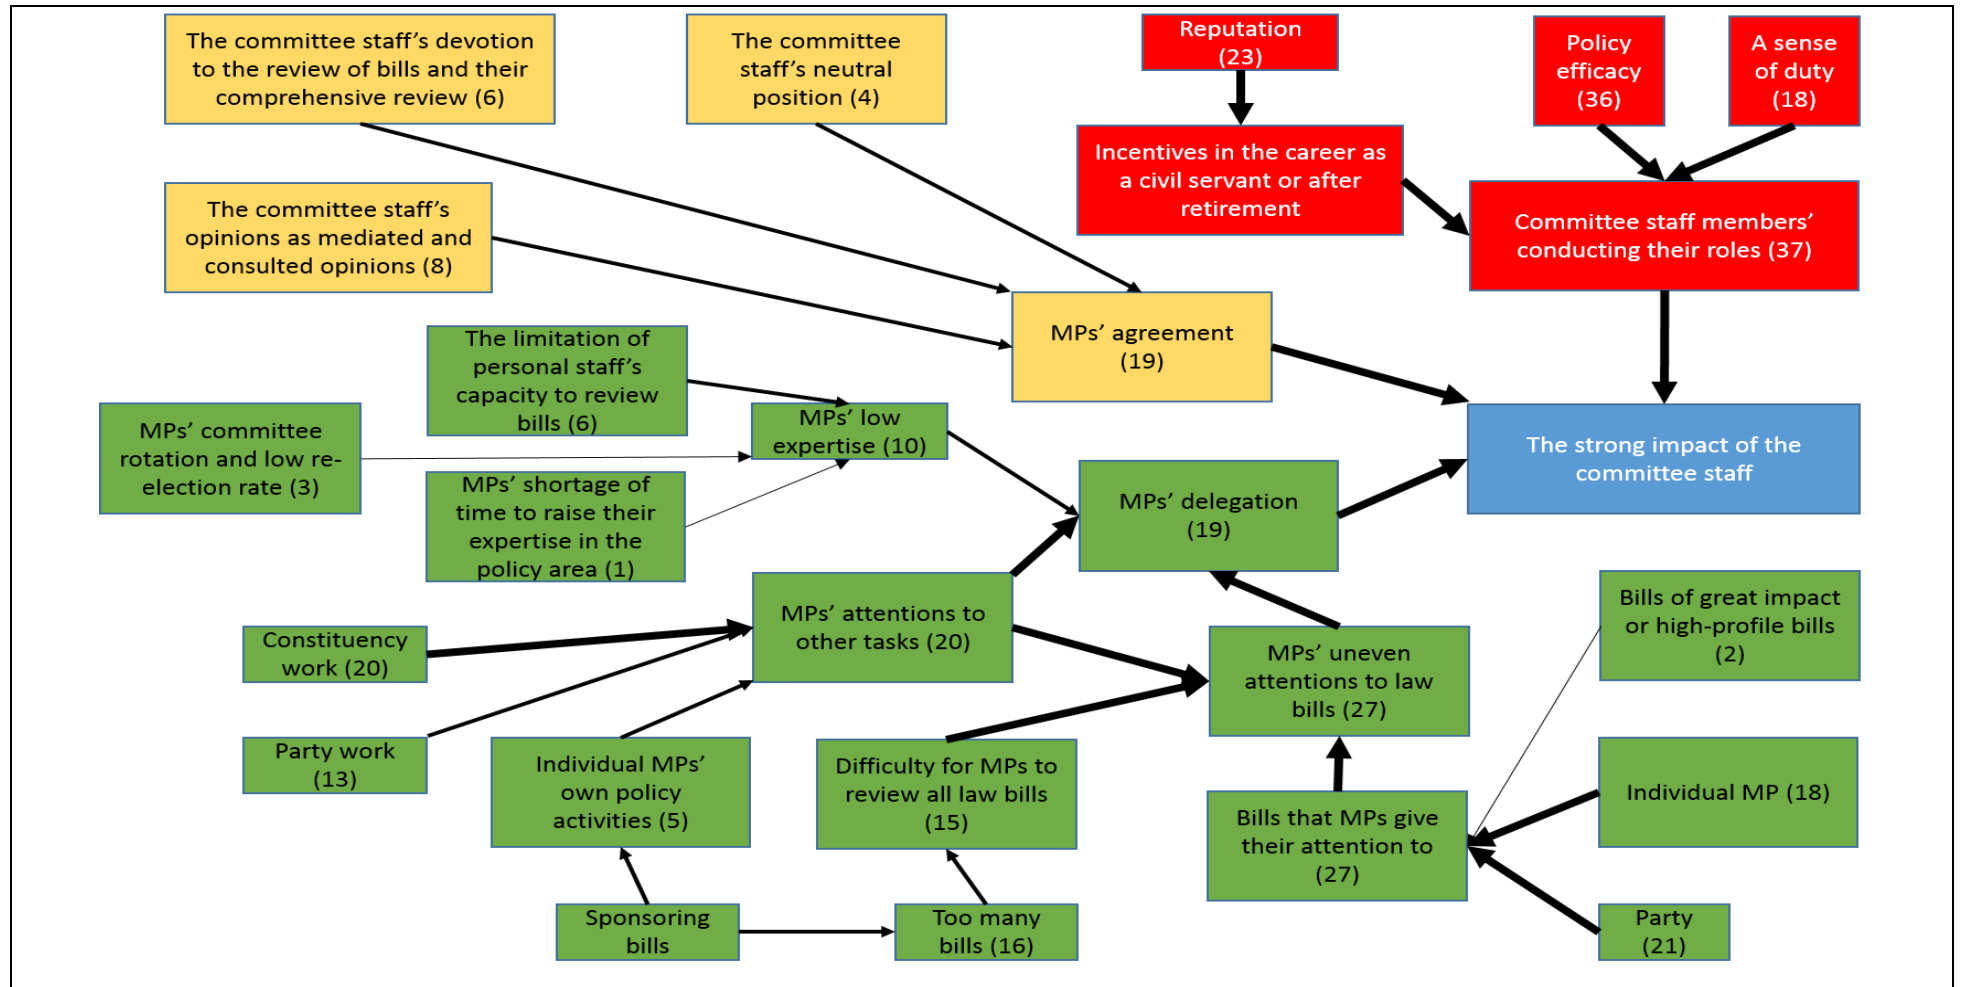 The committee staff's devotion
to the review of bills and their
comprehensive review (6)
The committee
staff's neutral
position (4)
Reputation
(23)
Policy
efficacy
(36)
A sense
of duty
(18)
Incentives in the career as
a civil servant or after
retirement
The committee staff's
opinions as mediated and
consulted opinions (8)
Committee staff members'
conducting their roles (37)
MPs' agreement
(19)
The limitation of
personal staff's
capacity to review
bills (6)
MPs' committee
rotation and low re-
election rate (3)
MPs' low
expertise (10)
The strong impact of the
committee staff
MPs' shortage of
time to raise their
expertise in the
policy area (1)
MPs' delegation
(19)
MPs' attentions to
other tasks (20)
Bills of great impact
or high-profile bills
(2)
Constituency
work (20)
MPs' uneven
attentions to law
bills (27)
Party work
(13)
Individual MPs'
own policy
activities (5)
Difficulty for MPs to
review all law bills
(15)
Individual MP (18)
Bills that MPs give
their attention to
(27)
Sponsoring
bills
Too many
bills (16)
Party
(21)